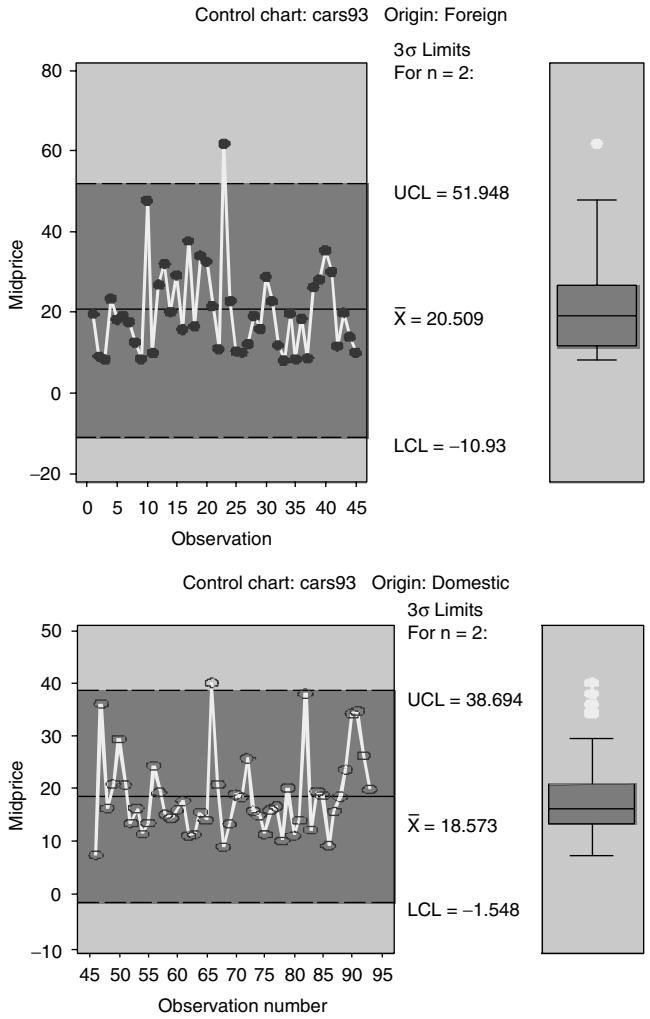 Control chart: cars93 Origin: Foreign
3σ Limits
For n = 2:
80
60
40
20
0
−20
Midprice
UCL = 51.948
X̄ = 20.509
LCL = −10.93
0 5 10 15 20 25 30 35 40 45
Observation
Control chart: cars93 Origin: Domestic
3σ Limits
For n = 2:
50
40
30
20
10
0
−10
Midprice
UCL = 38.694
X̄ = 18.573
LCL = −1.548
45 50 55 60 65 70 75 80 85 90 95
Observation number